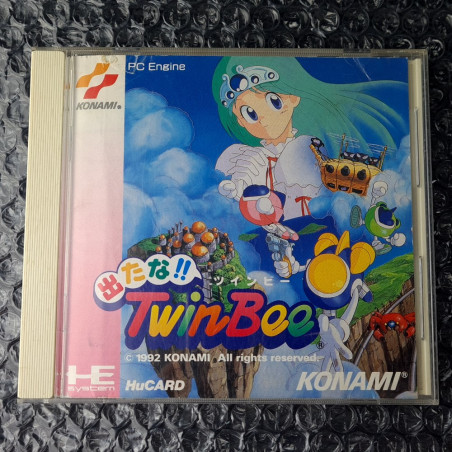 PC Engine
KONAMI®
出たな!!
ツインビー
TwinBee
© 1992 KONAMI All rights reserved.
HE
system
HuCARD
KONAMI®